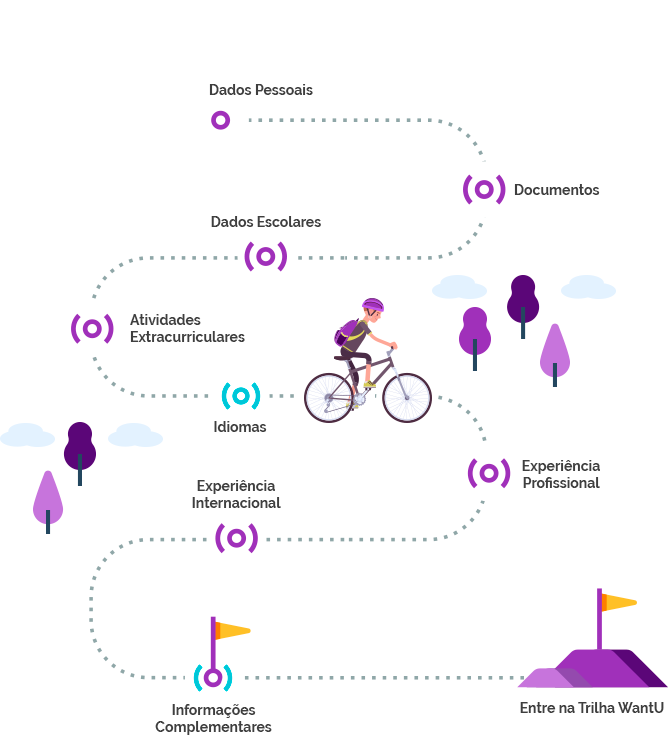 Dados Pessoais
Documentos
Dados Escolares
Atividades
Extracurriculares
Idiomas
Experiência
Profissional
Experiência
Internacional
Informações
Complementares
Entre na Trilha WantU